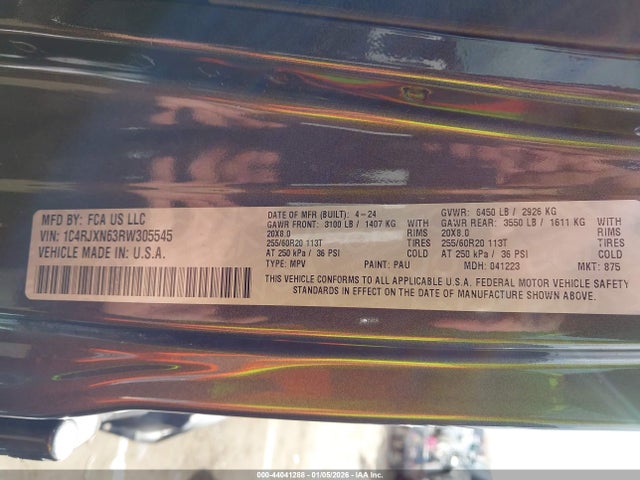 MFD BY: FCA US LLC
VIN: 1C4RJXN63RW305545
VEHICLE MADE IN: U.S.A.
DATE OF MFR (BUILT): 4-24
GAWR FRONT: 3100 LB / 1407 KG WITH
20X8.0 RIMS
255/60R20 113T TIRES
AT 250 kPa / 36 PSI COLD
TYPE: MPV PAINT: PAU
GVWR: 6450 LB / 2926 KG
GAWR REAR: 3550 LB / 1611 KG WITH
20X8.0 RIMS
255/60R20 113T TIRES
AT 250 kPa / 36 PSI COLD
MDH: 041223 MKT: 875
THIS VEHICLE CONFORMS TO ALL APPLICABLE U.S.A. FEDERAL MOTOR VEHICLE SAFETY
STANDARDS IN EFFECT ON THE DATE OF MANUFACTURE SHOWN ABOVE.
000-44041288 - 01/05/2026 - CASASTE